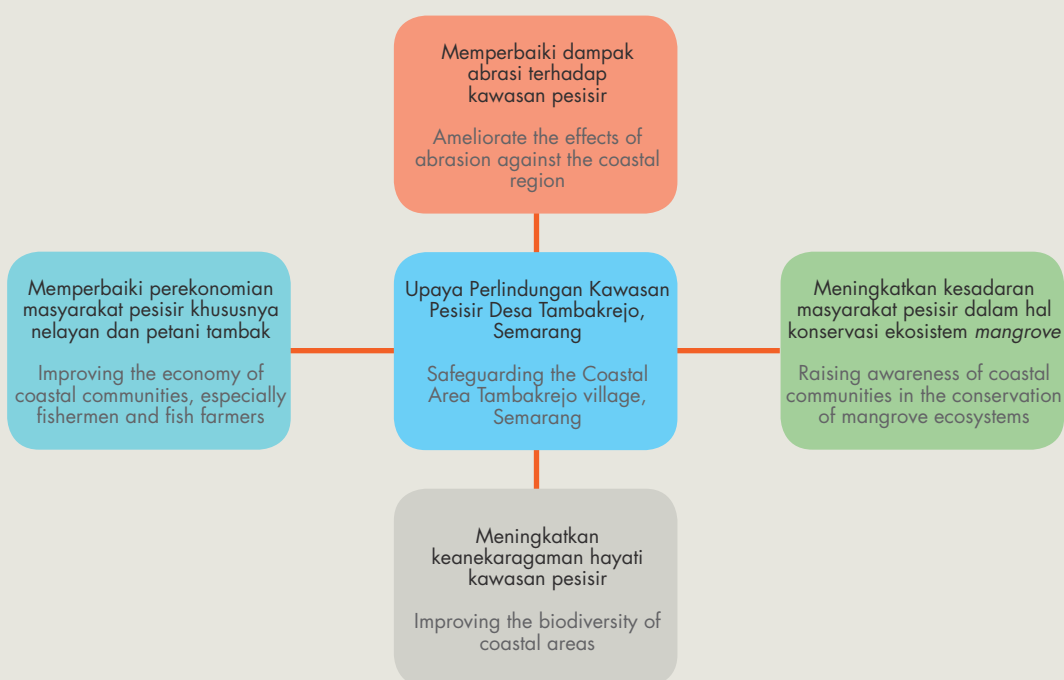 Memperbaiki dampak
abrasi terhadap
kawasan pesisir
Ameliorate the effects of
abrasion against the coastal
region
Memperbaiki perekonomian
masyarakat pesisir khususnya
nelayan dan petani tambak
Improving the economy of
coastal communities, especially
fishermen and fish farmers
Upaya Perlindungan Kawasan
Pesisir Desa Tambakrejo,
Semarang
Safeguarding the Coastal
Area Tambakrejo village,
Semarang
Meningkatkan kesadaran
masyarakat pesisir dalam hal
konservasi ekosistem mangrove
Raising awareness of coastal
communities in the conservation
of mangrove ecosystems
Meningkatkan
keanekaragaman hayati
kawasan pesisir
Improving the biodiversity of
coastal areas